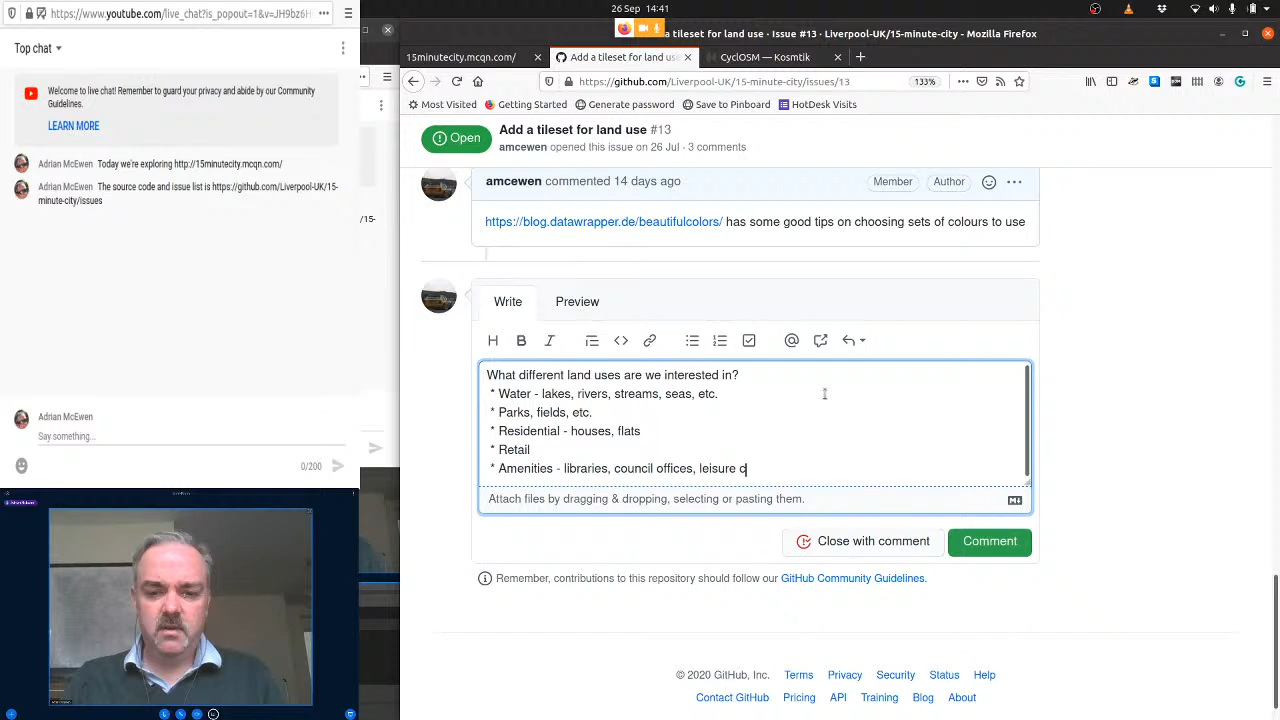 https://www.youtube.com/live_chat?is_popout=1&v=JH9bz6H
Top chat
Welcome to live chat! Remember to guard your privacy and abide by our Community
Guidelines.
LEARN MORE
Adrian McEwen Today we're exploring http://15minutecity.mcqn.com/
Adrian McEwen The source code and issue list is https://github.com/Liverpool-UK/15-
minute-city/issues
Adrian McEwen
Say something...
0/200
/15-
26 Sep 14:41
a tileset for land use · Issue #13 · Liverpool-UK/15-minute-city - Mozilla Firefox
15minutecity.mcqn.com/
Add a tileset for land use
CyclOSM — Kosmtik
https://github.com/Liverpool-UK/15-minute-city/issues/13
133%
Most Visited
Getting Started
Generate password
Save to Pinboard
HotDesk Visits
Open
Add a tileset for land use #13
amcewen opened this issue on 26 Jul · 3 comments
amcewen commented 14 days ago
Member
Author
https://blog.datawrapper.de/beautifulcolors/ has some good tips on choosing sets of colours to use
Write
Preview
What different land uses are we interested in?
* Water - lakes, rivers, streams, seas, etc.
* Parks, fields, etc.
* Residential - houses, flats
* Retail
* Amenities - libraries, council offices, leisure c
Attach files by dragging & dropping, selecting or pasting them.
Close with comment
Comment
Remember, contributions to this repository should follow our GitHub Community Guidelines.
© 2020 GitHub, Inc.
Terms
Privacy
Security
Status
Help
Contact GitHub
Pricing
API
Training
Blog
About